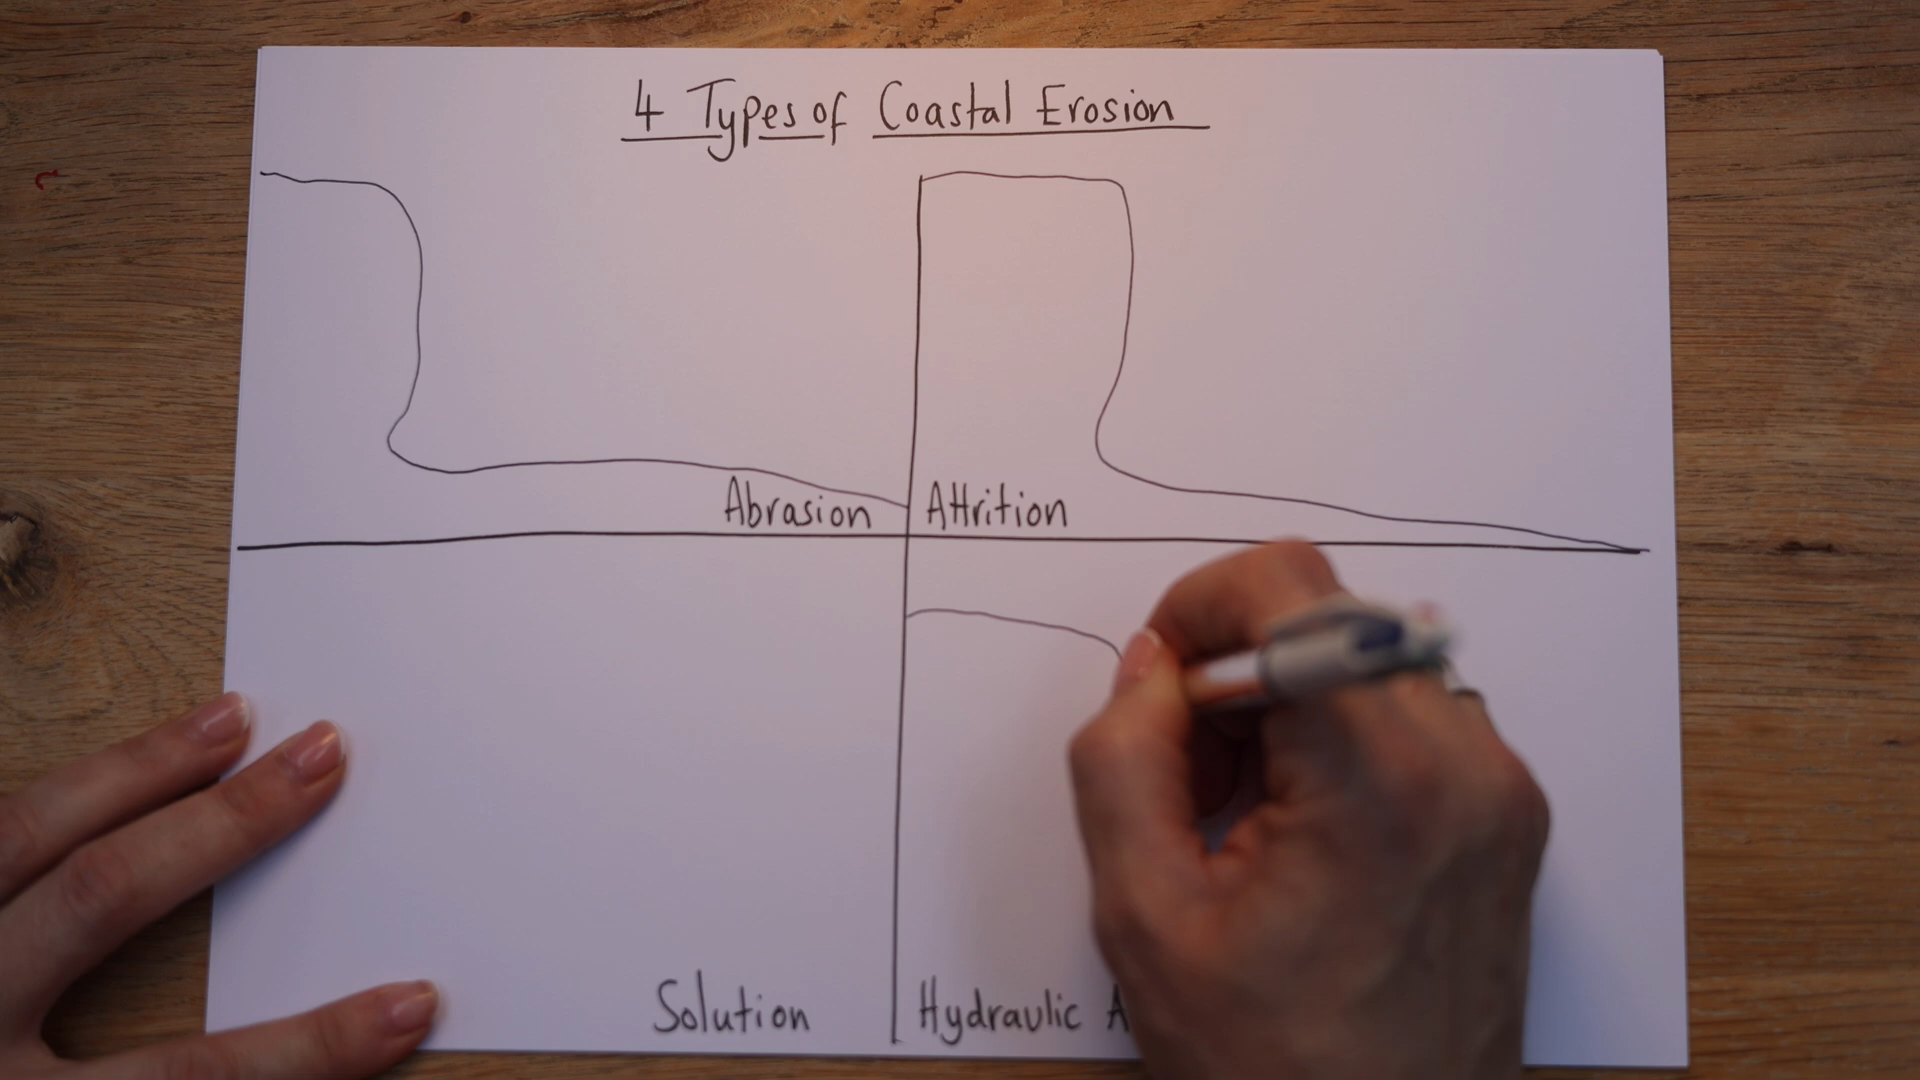 4 Types of Coastal Erosion
Abrasion
Attrition
Solution
Hydraulic A